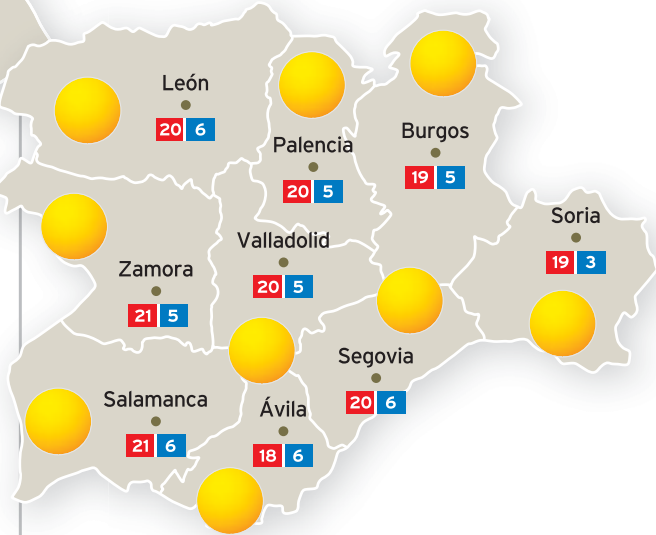 León
20 6
Palencia
20 5
Burgos
19 5
Soria
19 3
Valladolid
20 5
Zamora
21 5
Segovia
20 6
Salamanca
21 6
Ávila
18 6